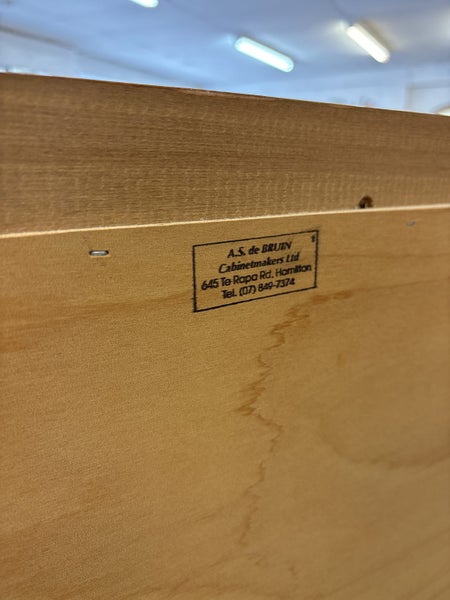 A.S. de BRUIN
Cabinetmakers Ltd
645 Te Rapa Rd. Hamilton
Tel. (07) 849-7374